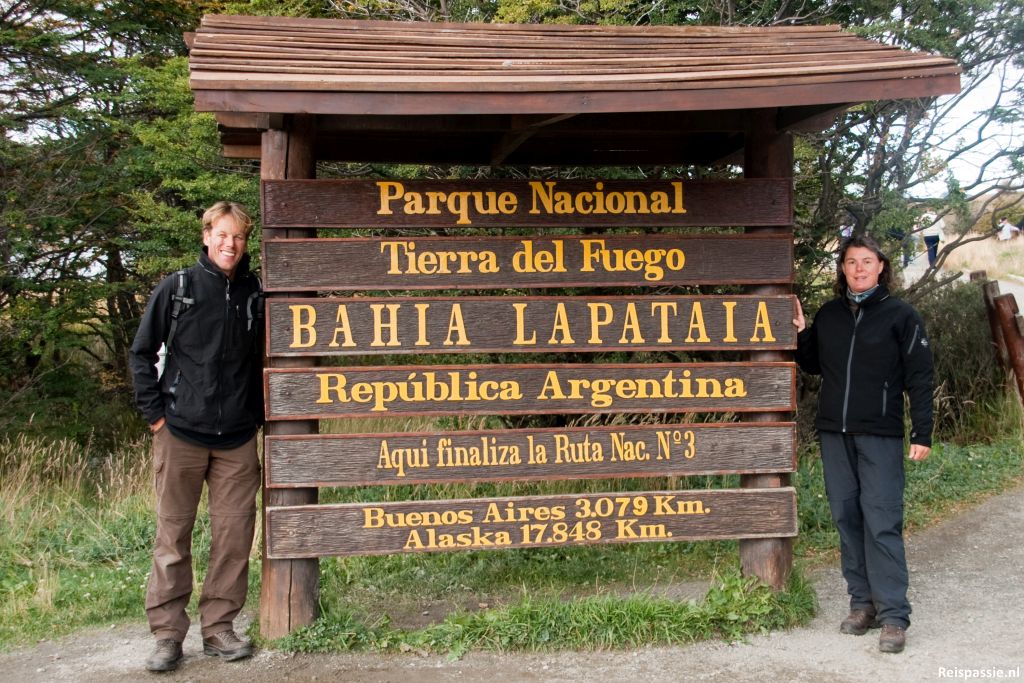 Parque Nacional
Tierra del Fuego
BAHIA LAPATAIA
República Argentina
Aqui finaliza la Ruta Nac. Nº3
Buenos Aires 3.079 Km.
Alaska 17.848 Km.
Reispassie.nl